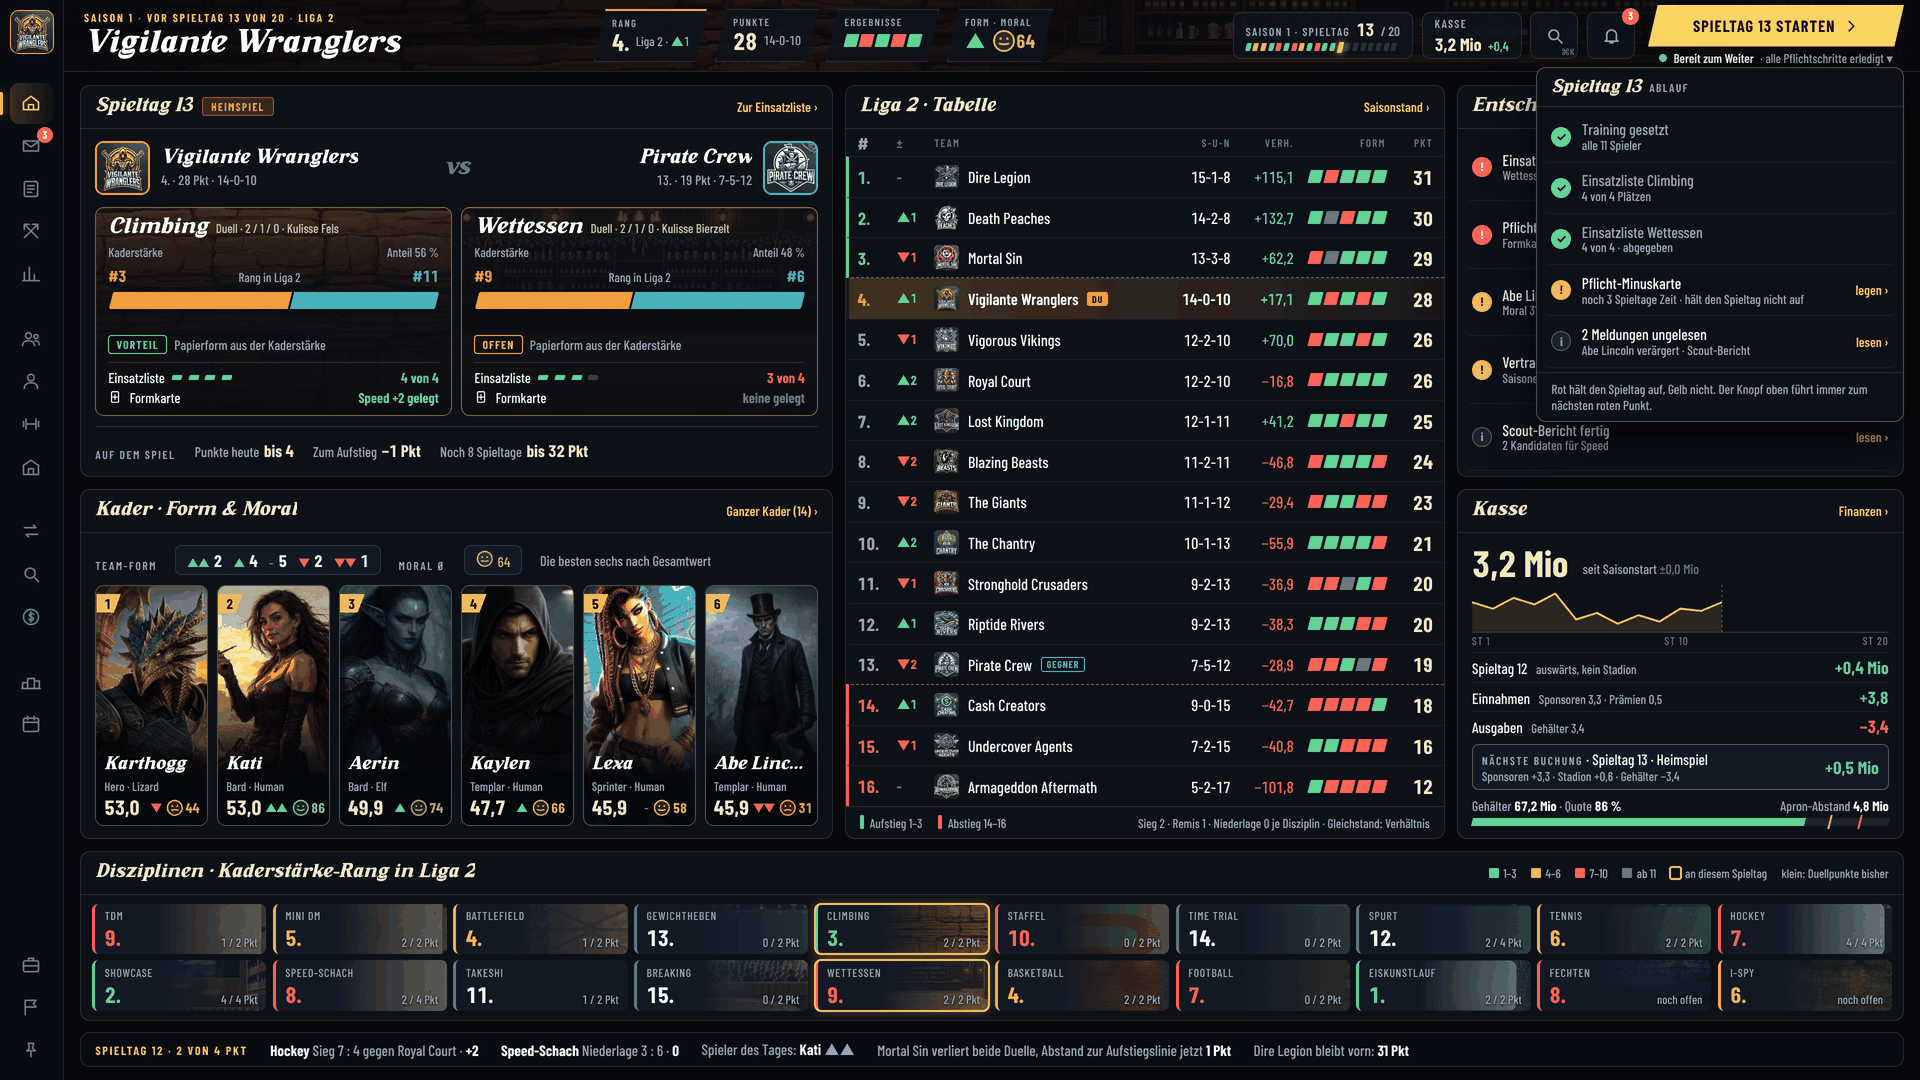 SAISON 1 · VOR SPIELTAG 13 VON 20 · LIGA 2
Vigilante Wranglers
RANG
4. Liga 2 · ▲1
PUNKTE
28 14-0-10
ERGEBNISSE
FORM · MORAL
▲ 64
SAISON 1 · SPIELTAG 13 / 20
KASSE
3,2 Mio +0,4
⌘K
3
SPIELTAG 13 STARTEN ›
Bereit zum Weiter · alle Pflichtschritte erledigt ▾
3
Spieltag 13 HEIMSPIEL
Zur Einsatzliste ›
Vigilante Wranglers
4. · 28 Pkt · 14-0-10
VS
Pirate Crew
13. · 19 Pkt · 7-5-12
Climbing Duell · 2 / 1 / 0 · Kulisse Fels
Kaderstärke Anteil 56 %
#3 Rang in Liga 2 #11
VORTEIL Papierform aus der Kaderstärke
Einsatzliste 4 von 4
Formkarte Speed +2 gelegt
Wettessen Duell · 2 / 1 / 0 · Kulisse Bierzelt
Kaderstärke Anteil 48 %
#9 Rang in Liga 2 #6
OFFEN Papierform aus der Kaderstärke
Einsatzliste 3 von 4
Formkarte keine gelegt
AUF DEM SPIEL Punkte heute bis 4 Zum Aufstieg −1 Pkt Noch 8 Spieltage bis 32 Pkt
Kader · Form & Moral
Ganzer Kader (14) ›
TEAM-FORM ▲▲ 2 ▲ 4 - 5 ▼ 2 ▼▼ 1 MORAL Ø 64 Die besten sechs nach Gesamtwert
1
Karthogg
Hero · Lizard
53,0 ▼ 44
2
Kati
Bard · Human
53,0 ▲▲ 86
3
Aerin
Bard · Elf
49,9 ▲ 74
4
Kaylen
Templar · Human
47,7 ▲ 66
5
Lexa
Sprinter · Human
45,9 - 58
6
Abe Linc...
Templar · Human
45,9 ▼▼ 31
Liga 2 · Tabelle
Saisonstand ›
# ± TEAM S-U-N VERH. FORM PKT
1. - Dire Legion 15-1-8 +115,1 31
2. ▲1 Death Peaches 14-2-8 +132,7 30
3. ▼1 Mortal Sin 13-3-8 +62,2 29
4. ▲1 Vigilante Wranglers DU 14-0-10 +17,1 28
5. ▼1 Vigorous Vikings 12-2-10 +70,0 26
6. ▲2 Royal Court 12-2-10 −16,8 26
7. ▲2 Lost Kingdom 12-1-11 +41,2 25
8. ▼2 Blazing Beasts 11-2-11 −46,8 24
9. ▼2 The Giants 11-1-12 −29,4 23
10. ▲2 The Chantry 10-1-13 −55,9 21
11. ▼1 Stronghold Crusaders 9-2-13 −36,9 20
12. ▲1 Riptide Rivers 9-2-13 −38,3 20
13. ▼2 Pirate Crew GEGNER 7-5-12 −28,9 19
14. ▲1 Cash Creators 9-0-15 −42,7 18
15. ▼1 Undercover Agents 7-2-15 −40,8 16
16. - Armageddon Aftermath 5-2-17 −101,8 12
Aufstieg 1–3 Abstieg 14–16 Sieg 2 · Remis 1 · Niederlage 0 je Disziplin · Gleichstand: Verhältnis
Entsch
Einsat
Wettess
Pflicht
Formka
Abe Li
Moral 3
Vertra
Saisone
Scout-Bericht fertig
2 Kandidaten für Speed
lesen ›
Spieltag 13 ABLAUF
Training gesetzt
alle 11 Spieler
Einsatzliste Climbing
4 von 4 Plätzen
Einsatzliste Wettessen
4 von 4 · abgegeben
Pflicht-Minuskarte
noch 3 Spieltage Zeit · hält den Spieltag nicht auf
legen ›
2 Meldungen ungelesen
Abe Lincoln verärgert · Scout-Bericht
lesen ›
Rot hält den Spieltag auf, Gelb nicht. Der Knopf oben führt immer zum
nächsten roten Punkt.
Kasse
Finanzen ›
3,2 Mio seit Saisonstart ±0,0 Mio
ST 1 ST 10 ST 20
Spieltag 12 auswärts, kein Stadion +0,4 Mio
Einnahmen Sponsoren 3,3 · Prämien 0,5 +3,8
Ausgaben Gehälter 3,4 −3,4
NÄCHSTE BUCHUNG · Spieltag 13 · Heimspiel
Sponsoren +3,3 · Stadion +0,6 · Gehälter −3,4
+0,5 Mio
Gehälter 67,2 Mio · Quote 86 % Apron-Abstand 4,8 Mio
Disziplinen · Kaderstärke-Rang in Liga 2
1–3 4–6 7–10 ab 11 an diesem Spieltag klein: Duellpunkte bisher
TDM
9. 1 / 2 Pkt
MINI DM
5. 2 / 2 Pkt
BATTLEFIELD
4. 1 / 2 Pkt
GEWICHTHEBEN
13. 0 / 2 Pkt
CLIMBING
3. 2 / 2 Pkt
STAFFEL
10. 0 / 2 Pkt
TIME TRIAL
14. 0 / 2 Pkt
SPURT
12. 2 / 4 Pkt
TENNIS
6. 2 / 2 Pkt
HOCKEY
7. 4 / 4 Pkt
SHOWCASE
2. 4 / 4 Pkt
SPEED-SCHACH
8. 2 / 4 Pkt
TAKESHI
11. 1 / 2 Pkt
BREAKING
15. 0 / 2 Pkt
WETTESSEN
9. 2 / 2 Pkt
BASKETBALL
4. 2 / 2 Pkt
FOOTBALL
7. 0 / 2 Pkt
EISKUNSTLAUF
1. 2 / 2 Pkt
FECHTEN
8. noch offen
I-SPY
6. noch offen
SPIELTAG 12 · 2 VON 4 PKT Hockey Sieg 7 : 4 gegen Royal Court · +2 Speed-Schach Niederlage 3 : 6 · 0 Spieler des Tages: Kati ▲▲ Mortal Sin verliert beide Duelle, Abstand zur Aufstiegslinie jetzt 1 Pkt Dire Legion bleibt vorn: 31 Pkt